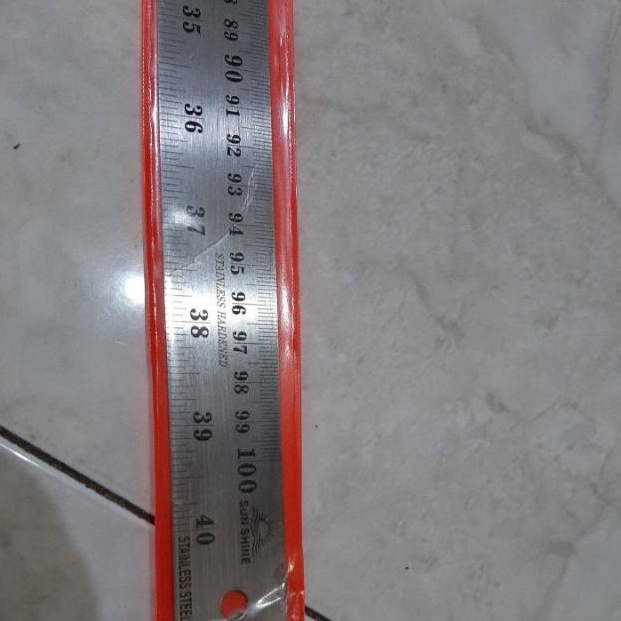 89 90 91 92 93 94 95 96 97 98 99 100
SUN SHINE
STAINLESS HARDENED
35 36 37 38 39 40
STAINLESS STEEL